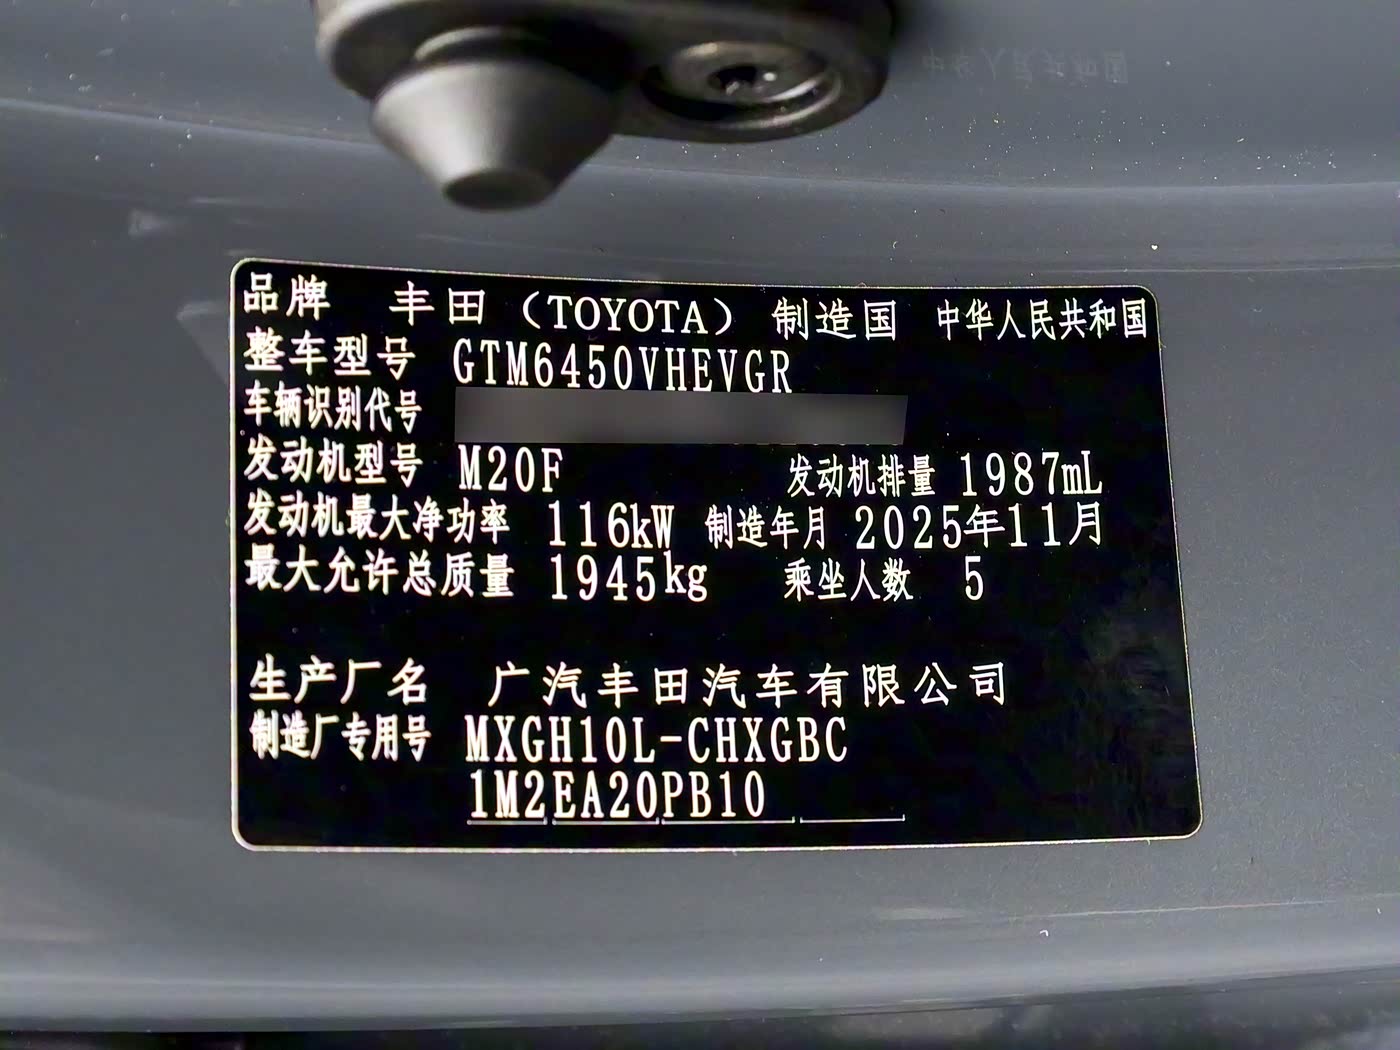 品牌 丰田（TOYOTA） 制造国 中华人民共和国
整车型号 GTM6450VHEVGR
车辆识别代号
发动机型号 M20F 发动机排量 1987mL
发动机最大净功率 116kW 制造年月 2025年11月
最大允许总质量 1945kg 乘坐人数 5
生产厂名 广汽丰田汽车有限公司
制造厂专用号 MXGH10L-CHXGBC
1M2EA20PB10